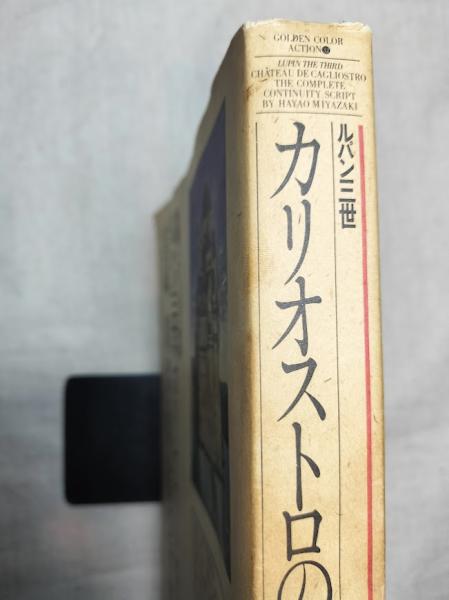 GOLDEN COLOR
ACTION
LUPIN THE THIRD
CHÂTEAU DE CAGLIOSTRO
THE COMPLETE
CONTINUITY SCRIPT
BY HAYAO MIYAZAKI
ルパン三世
カリオストロの